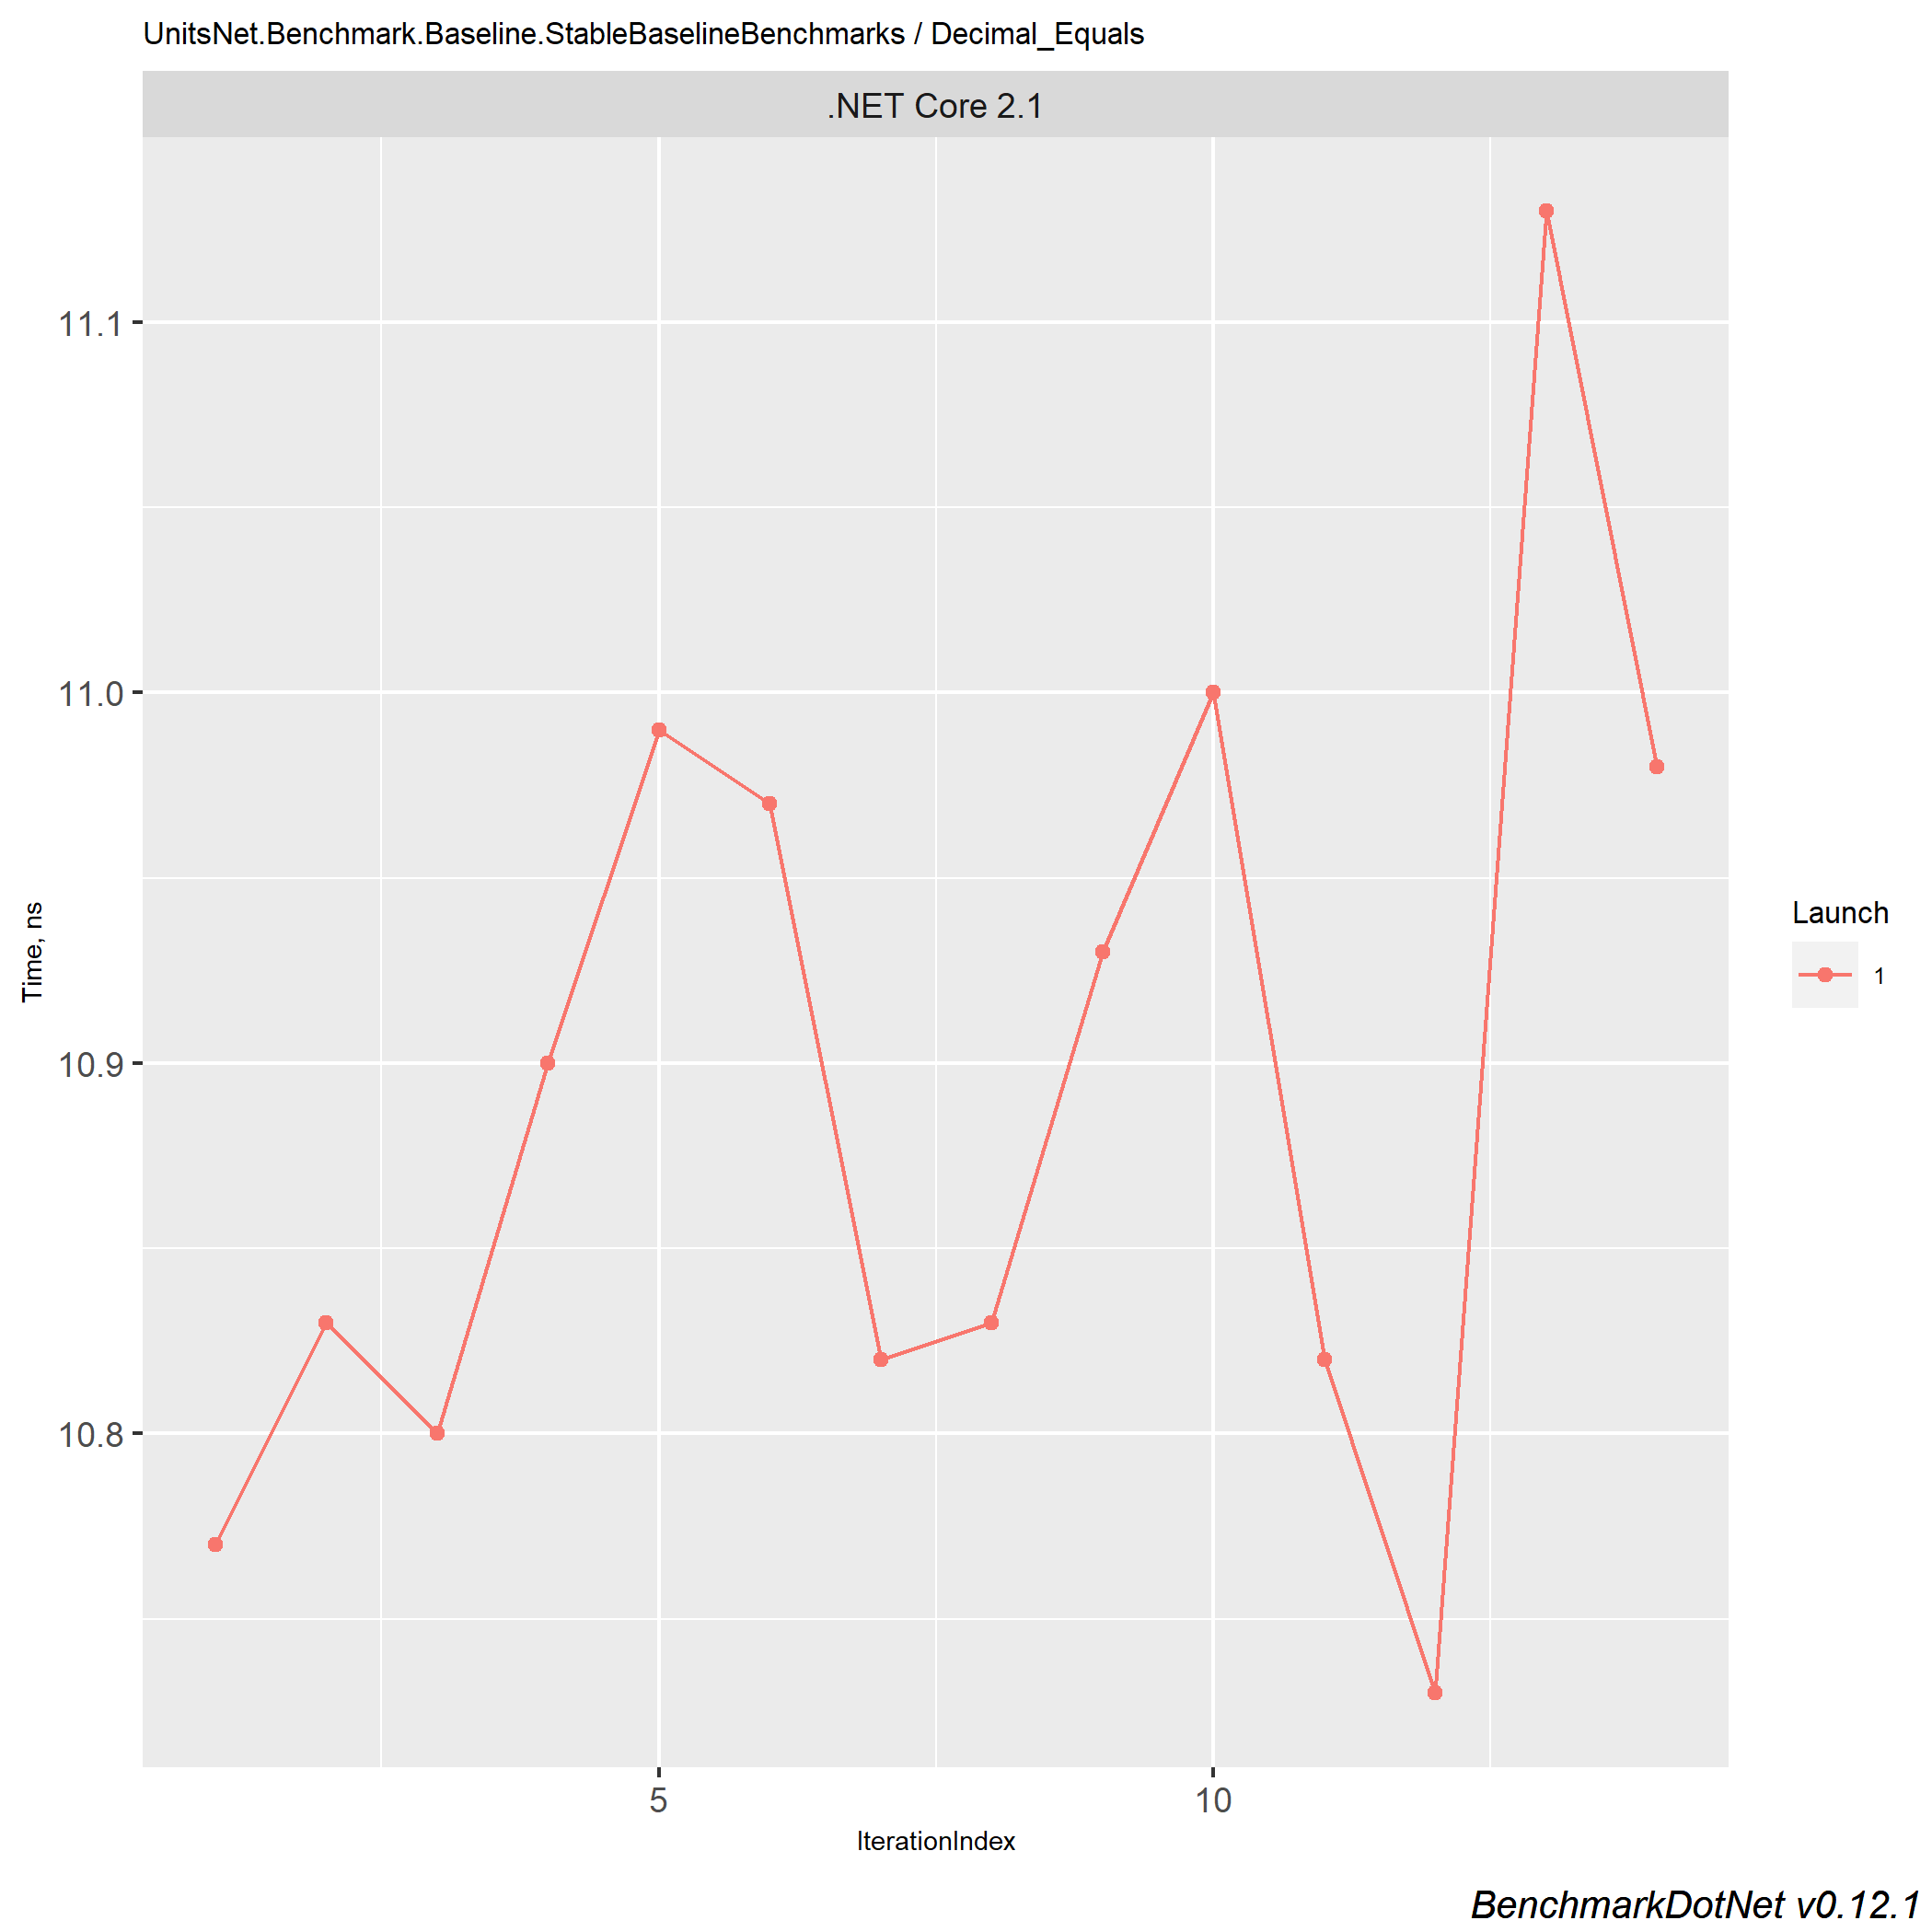 UnitsNet.Benchmark.Baseline.StableBaselineBenchmarks / Decimal_Equals
.NET Core 2.1
11.1
11.0
10.9
10.8
Time, ns
5
10
IterationIndex
Launch
1
BenchmarkDotNet v0.12.1